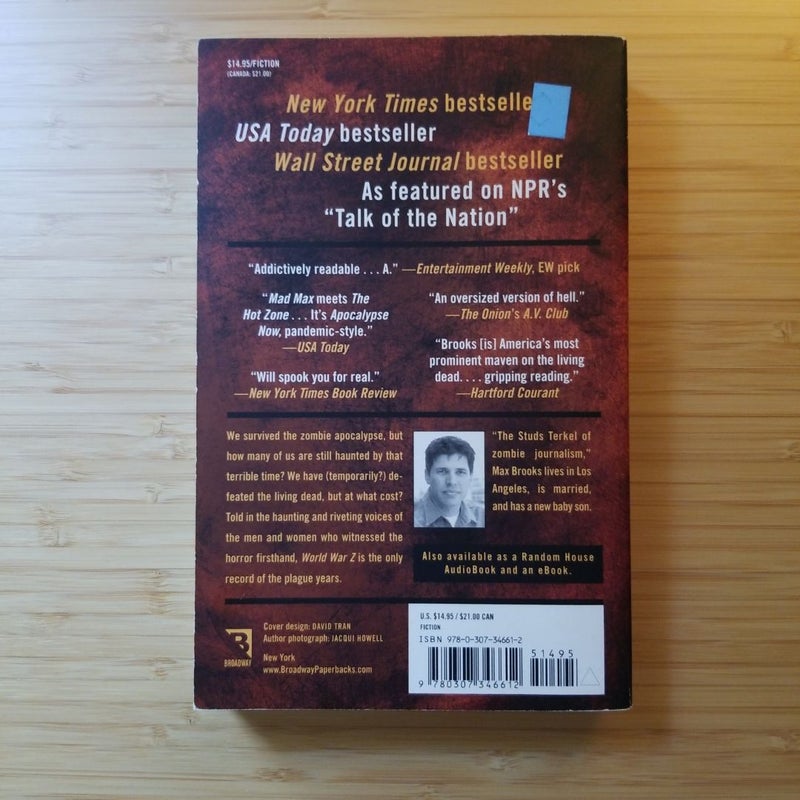 $14.95/FICTION
(CANADA: $21.00)
New York Times bestselle
USA Today bestseller
Wall Street Journal bestseller
As featured on NPR's
"Talk of the Nation"
"Addictively readable . . . A." —Entertainment Weekly, EW pick
"Mad Max meets The
Hot Zone . . . It's Apocalypse
Now, pandemic-style."
—USA Today
"Will spook you for real."
—New York Times Book Review
"An oversized version of hell."
—The Onion's A.V. Club
"Brooks [is] America's most
prominent maven on the living
dead. . . . gripping reading."
—Hartford Courant
We survived the zombie apocalypse, but
how many of us are still haunted by that
terrible time? We have (temporarily?) de-
feated the living dead, but at what cost?
Told in the haunting and riveting voices of
the men and women who witnessed the
horror firsthand, World War Z is the only
record of the plague years.
"The Studs Terkel of
zombie journalism,"
Max Brooks lives in Los
Angeles, is married,
and has a new baby son.
Also available as a Random House
AudioBook and an eBook.
B
BROADWAY
Cover design: DAVID TRAN
Author photograph: JACQUI HOWELL
New York
www.BroadwayPaperbacks.com
U.S. $14.95 / $21.00 CAN
FICTION
ISBN 978-0-307-34661-2
51495
9 780307 346612